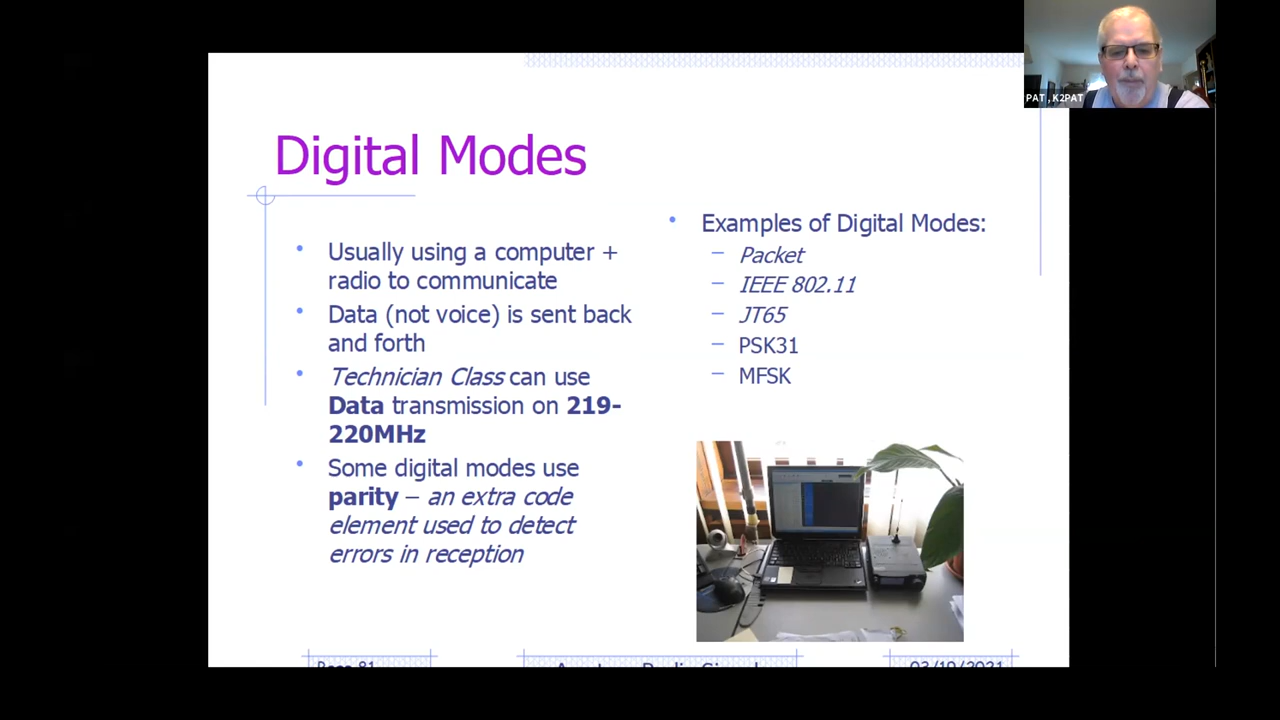 PAT , K2PAT
Digital Modes
• Usually using a computer +
radio to communicate
• Data (not voice) is sent back
and forth
• Technician Class can use
Data transmission on 219-
220MHz
• Some digital modes use
parity – an extra code
element used to detect
errors in reception
• Examples of Digital Modes:
– Packet
– IEEE 802.11
– JT65
– PSK31
– MFSK